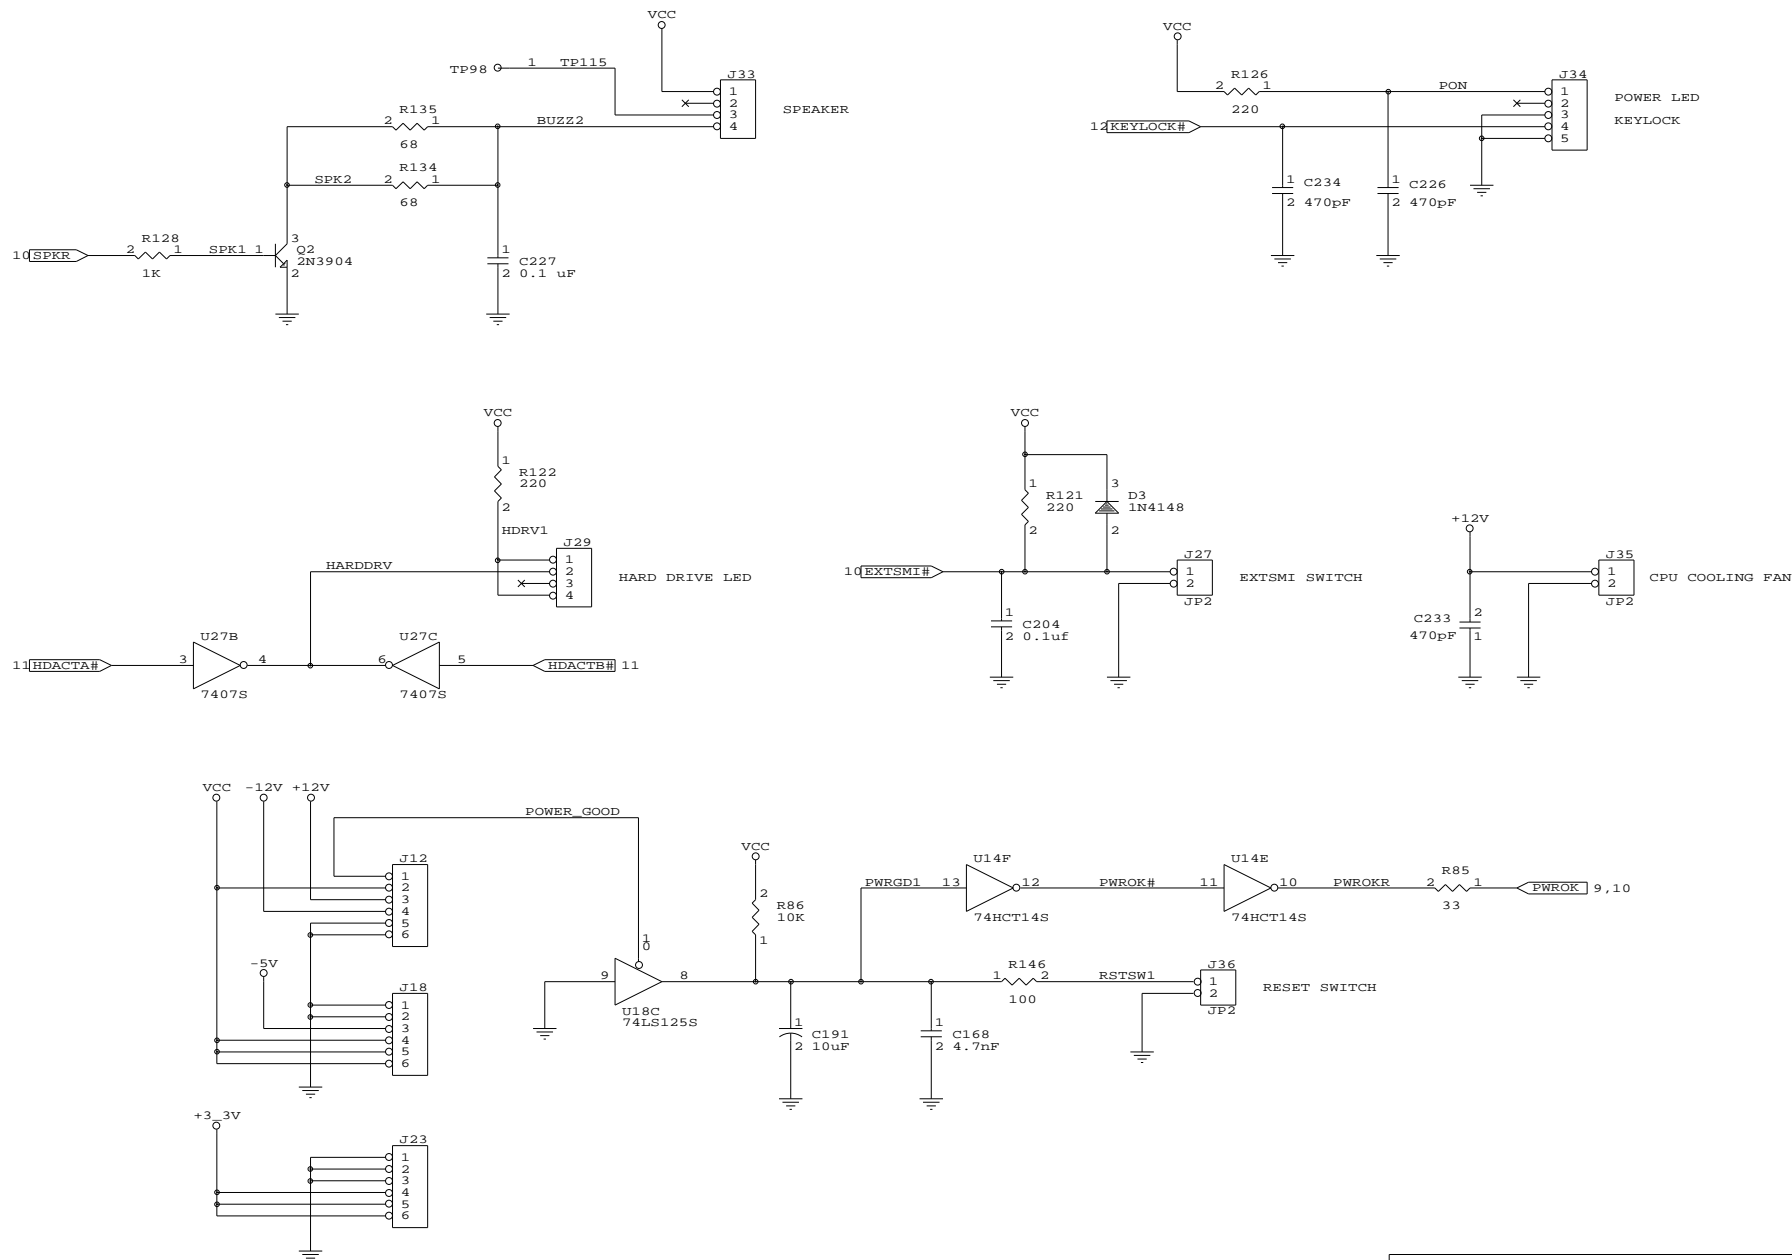 VCC
TP98 1 TP115
J33
1
2
3
4
SPEAKER
R135
2 1
68
BUZZ2
R134
SPK2 2 1
68
10 SPKR
R128
2 1
1K
SPK1 1
3
Q2
2N3904
2
1
C227
2 0.1 uF
VCC
R126
2 1
220
PON
J34
1
2
3
4
5
POWER LED
KEYLOCK
12 KEYLOCK#
1
C234
2 470pF
1
C226
2 470pF
VCC
1
R122
220
2
HDRV1
J29
1
2
3
4
HARD DRIVE LED
HARDDRV
U27B
11 HDACTA# 3 4
7407S
U27C
6 5 HDACTB# 11
7407S
VCC
1
R121
220
2
3
D3
1N4148
2
10 EXTSMI#
J27
1
2
JP2
EXTSMI SWITCH
1
C204
2 0.1uf
+12V
J35
1
2
JP2
CPU COOLING FAN
2
C233
470pF
1
VCC -12V +12V
POWER_GOOD
J12
1
2
3
4
5
6
-5V
J18
1
2
3
4
5
6
+3_3V
J23
1
2
3
4
5
6
VCC
2
R86
10K
1
10
9 8
U18C
74LS125S
1
C191
2 10uF
1
C168
2 4.7nF
PWRGD1 13
U14F
12
74HCT14S
PWROK#
11
U14E
10
74HCT14S
PWROKR
R85
2 1
33
PWROK 9,10
R146
1 2
100
RSTSW1
J36
1
2
JP2
RESET SWITCH